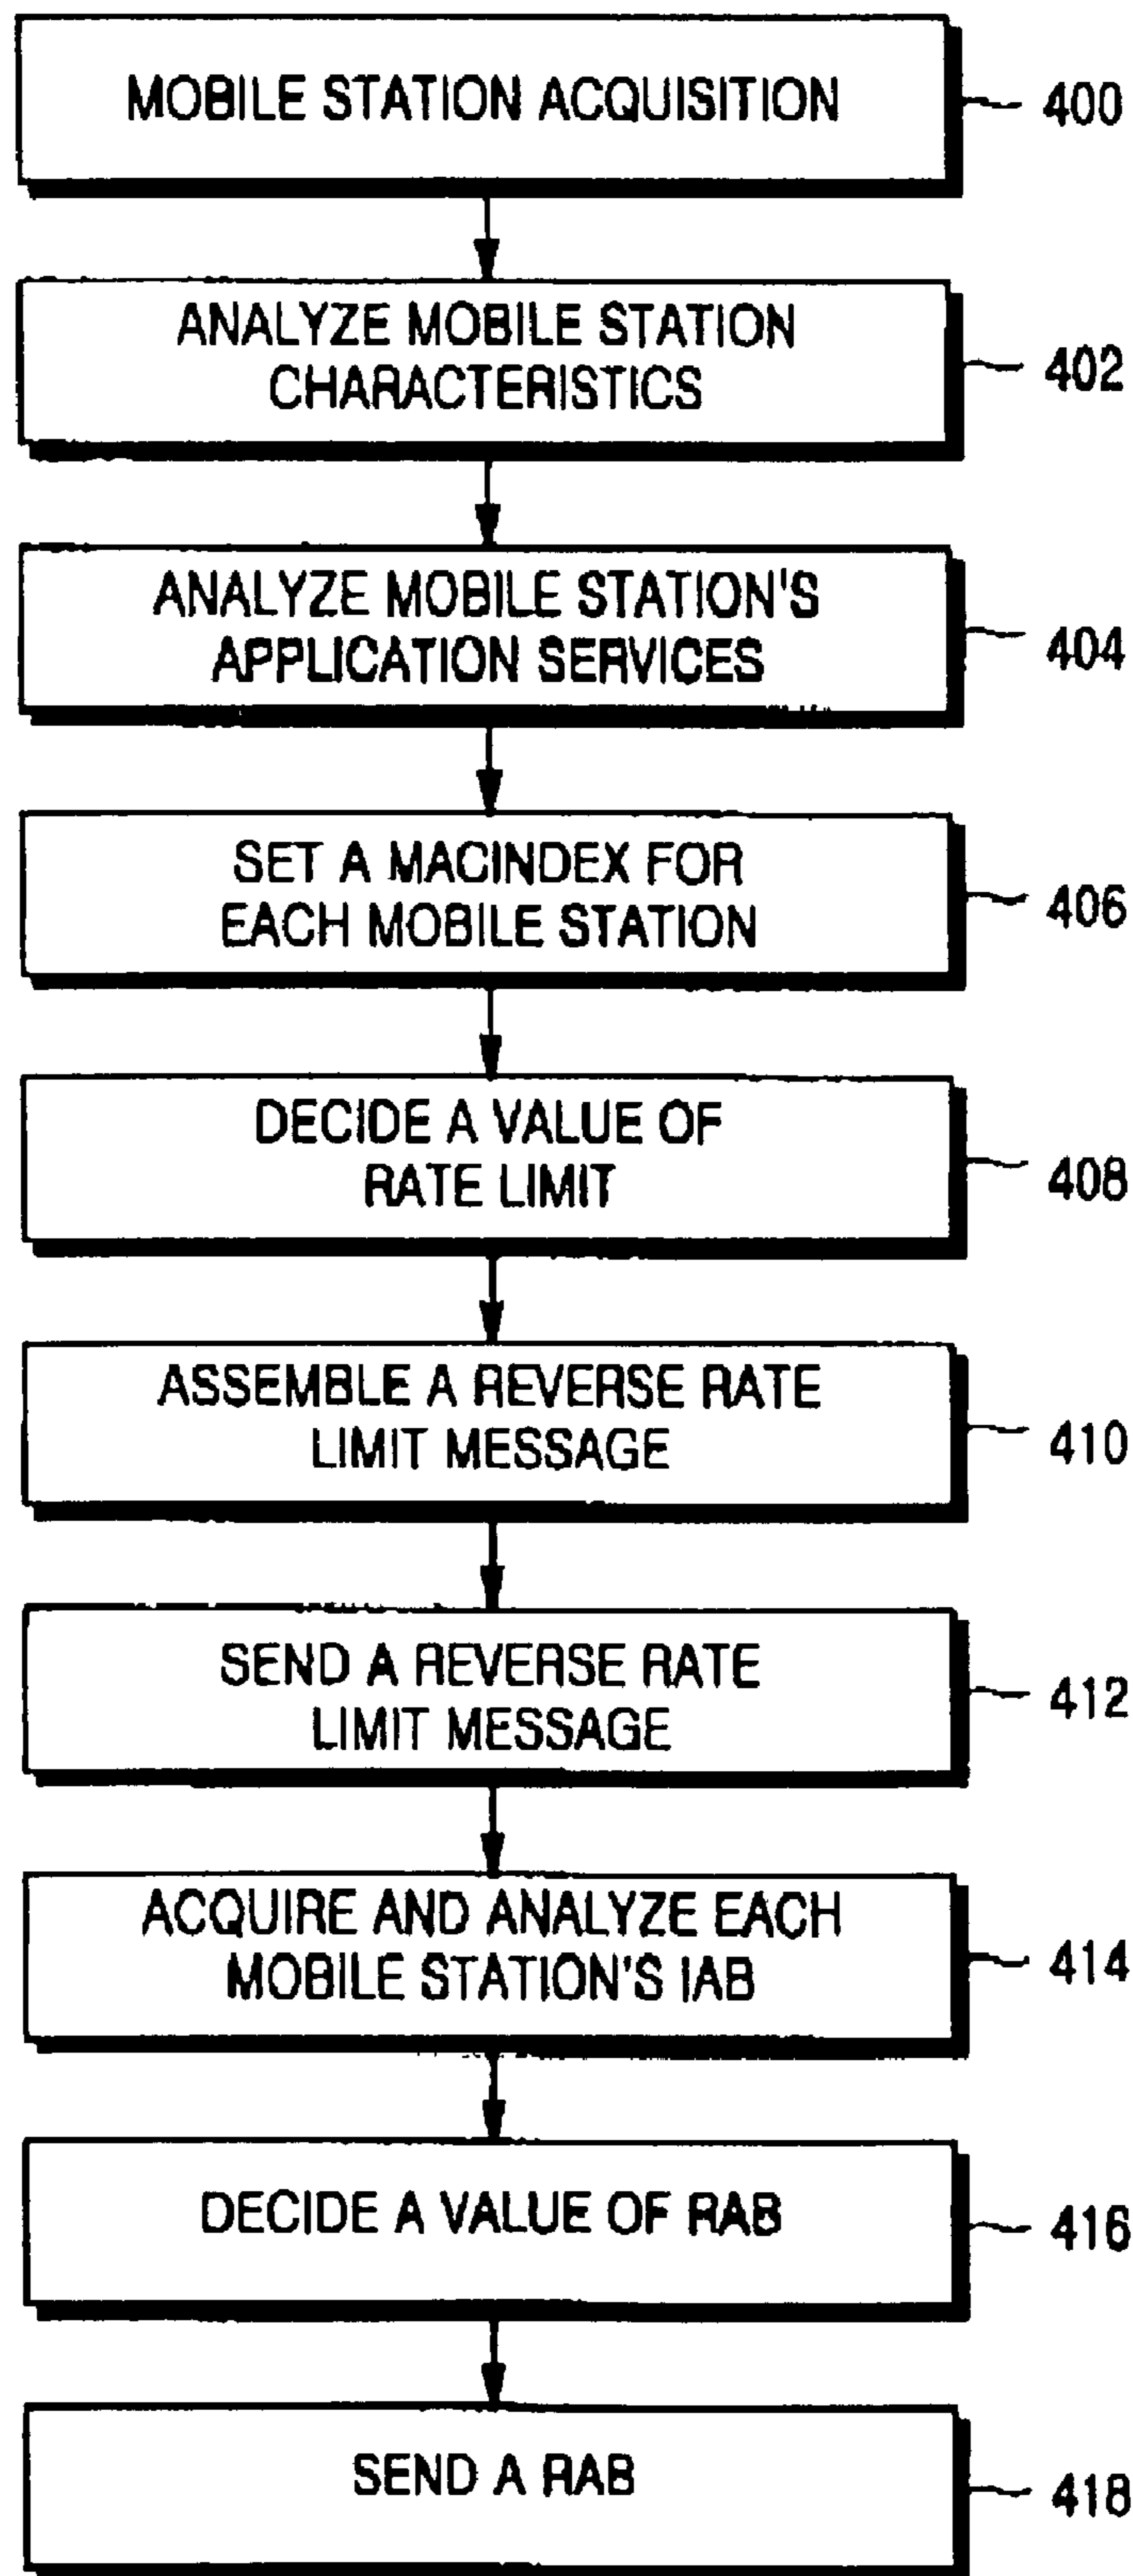 MOBILE STATION ACQUISITION
400
ANALYZE MOBILE STATION
CHARACTERISTICS
402
ANALYZE MOBILE STATION'S
APPLICATION SERVICES
404
SET A MACINDEX FOR
EACH MOBILE STATION
406
DECIDE A VALUE OF
RATE LIMIT
408
ASSEMBLE A REVERSE RATE
LIMIT MESSAGE
410
SEND A REVERSE RATE
LIMIT MESSAGE
412
ACQUIRE AND ANALYZE EACH
MOBILE STATION'S IAB
414
DECIDE A VALUE OF RAB
416
SEND A RAB
418